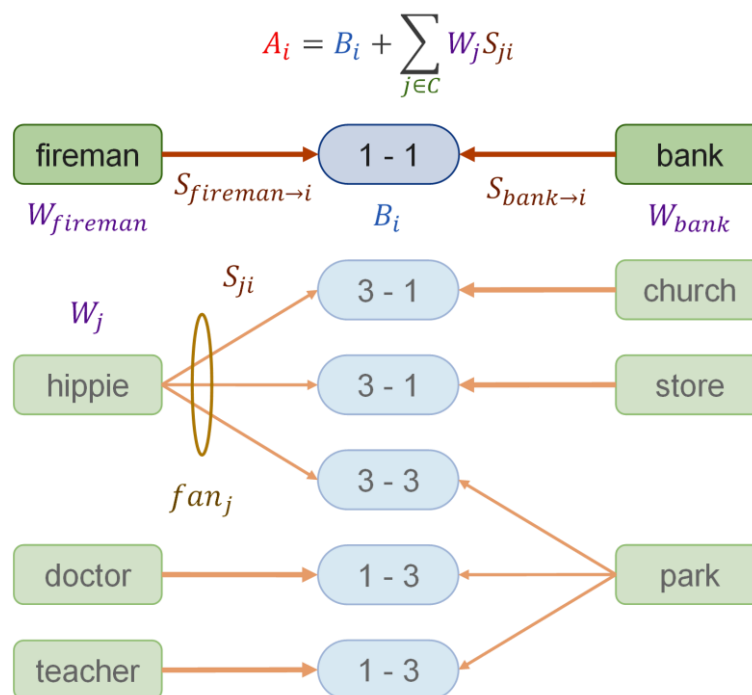 A_i = B_i + ∑_{j∈C} W_j S_{ji}
fireman 1 - 1 bank
S_{fireman→i} S_{bank→i}
W_{fireman} B_i W_{bank}
S_{ji} 3 - 1 church
W_j
hippie 3 - 1 store
3 - 3
fan_j
doctor 1 - 3 park
teacher 1 - 3